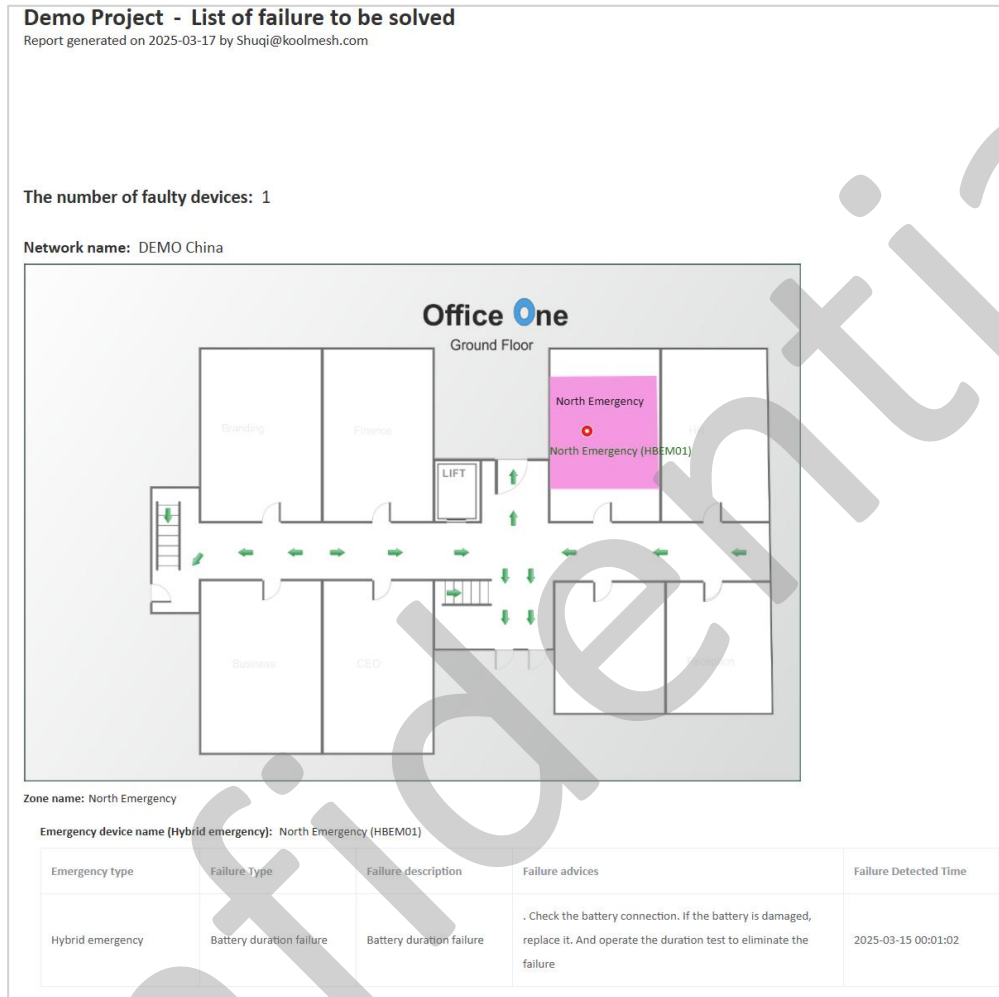 Demo Project - List of failure to be solved
Report generated on 2025-03-17 by Shuqi@koolmesh.com
The number of faulty devices: 1
Network name: DEMO China
Office One
Ground Floor
Branding
Finance
North Emergency
North Emergency (HBEM01)
LIFT
Business
CEO
Reception
Zone name: North Emergency
Emergency device name (Hybrid emergency): North Emergency (HBEM01)
Emergency type Failure Type Failure description Failure advices Failure Detected Time
Hybrid emergency Battery duration failure Battery duration failure . Check the battery connection. If the battery is damaged,
replace it. And operate the duration test to eliminate the
failure 2025-03-15 00:01:02